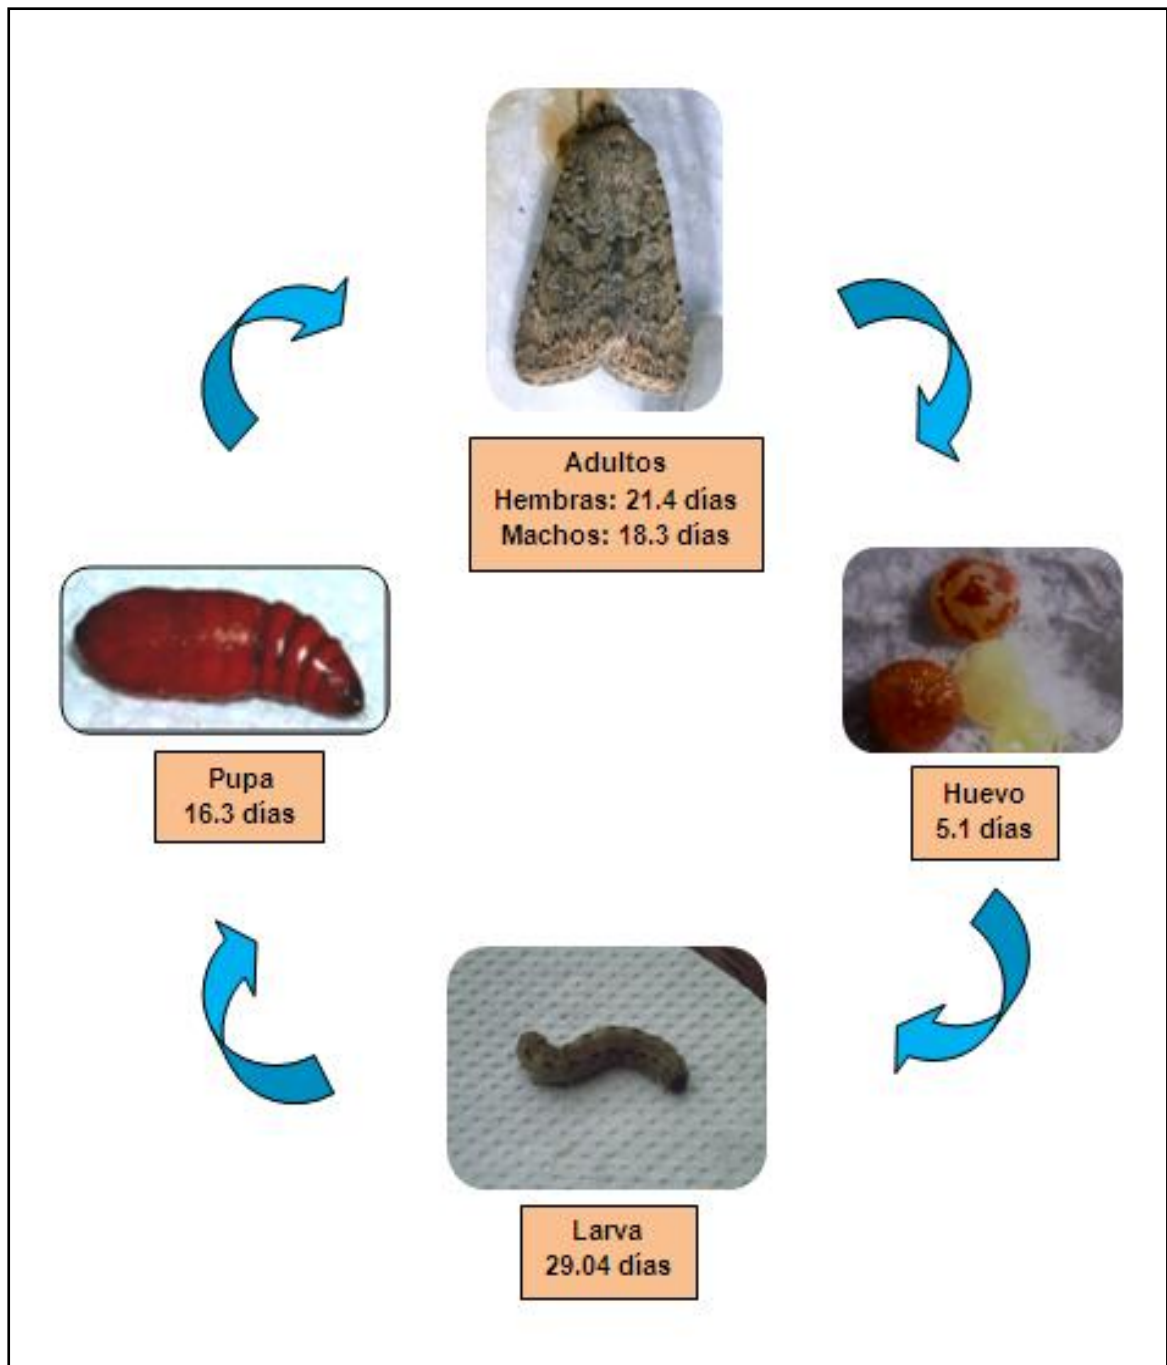 Adultos
Hembras: 21.4 días
Machos: 18.3 días
Pupa
16.3 días
Huevo
5.1 días
Larva
29.04 días